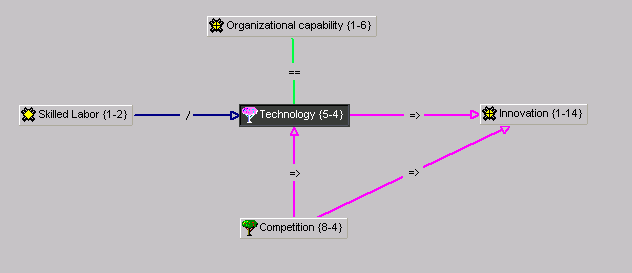 Organizational capability {1-6}
==
Skilled Labor {1-2}
/
Technology {5-4}
=>
Innovation {1-14}
=>
=>
Competition {8-4}